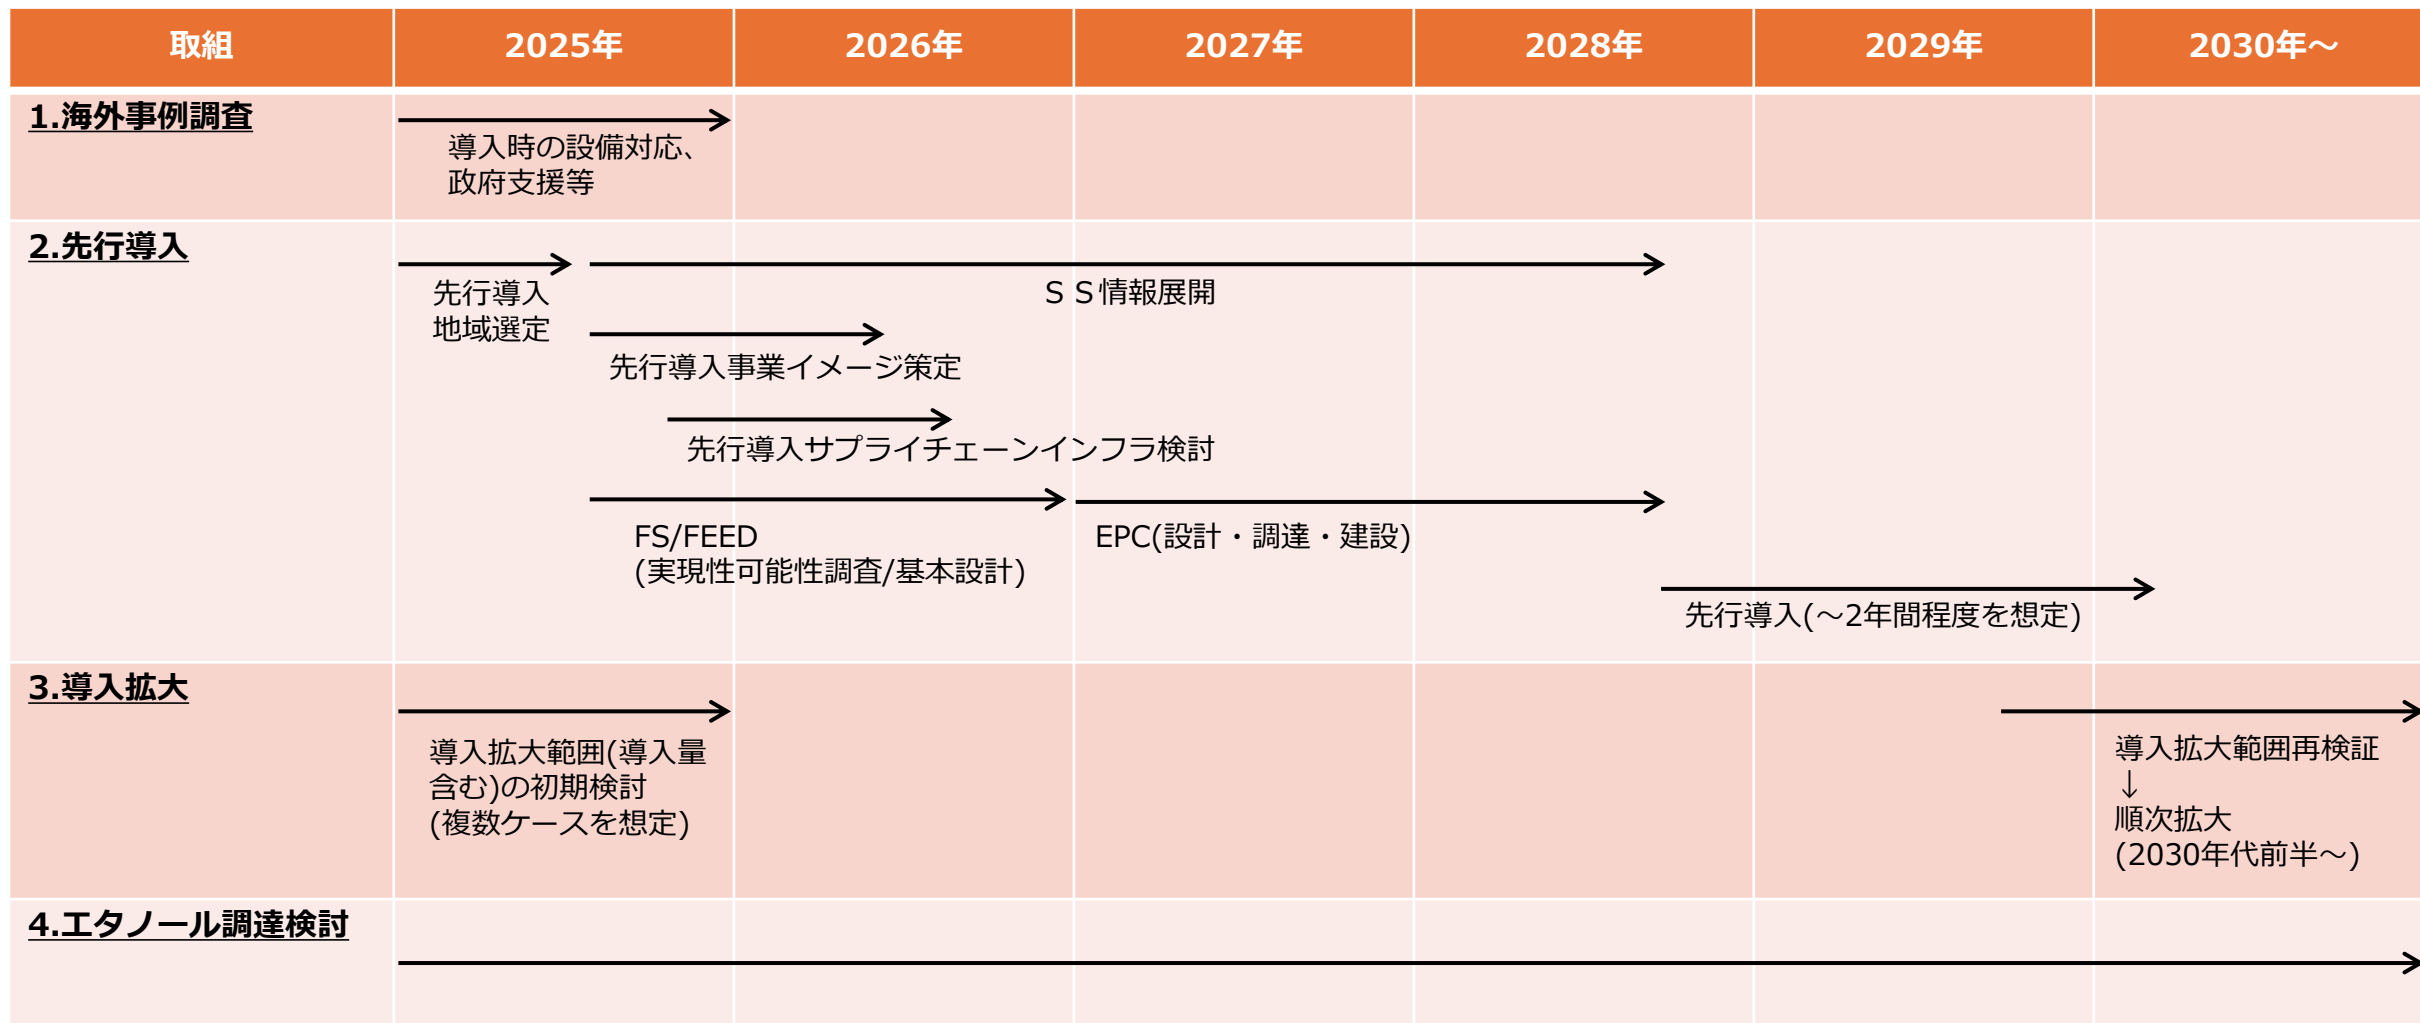 取組 2025年 2026年 2027年 2028年 2029年 2030年～
1.海外事例調査
導入時の設備対応、
政府支援等
2.先行導入
先行導入
地域選定
ＳＳ情報展開
先行導入事業イメージ策定
先行導入サプライチェーンインフラ検討
FS/FEED
(実現性可能性調査/基本設計)
EPC(設計・調達・建設)
先行導入(～2年間程度を想定)
3.導入拡大
導入拡大範囲(導入量
含む)の初期検討
(複数ケースを想定)
導入拡大範囲再検証
↓
順次拡大
(2030年代前半～)
4.エタノール調達検討